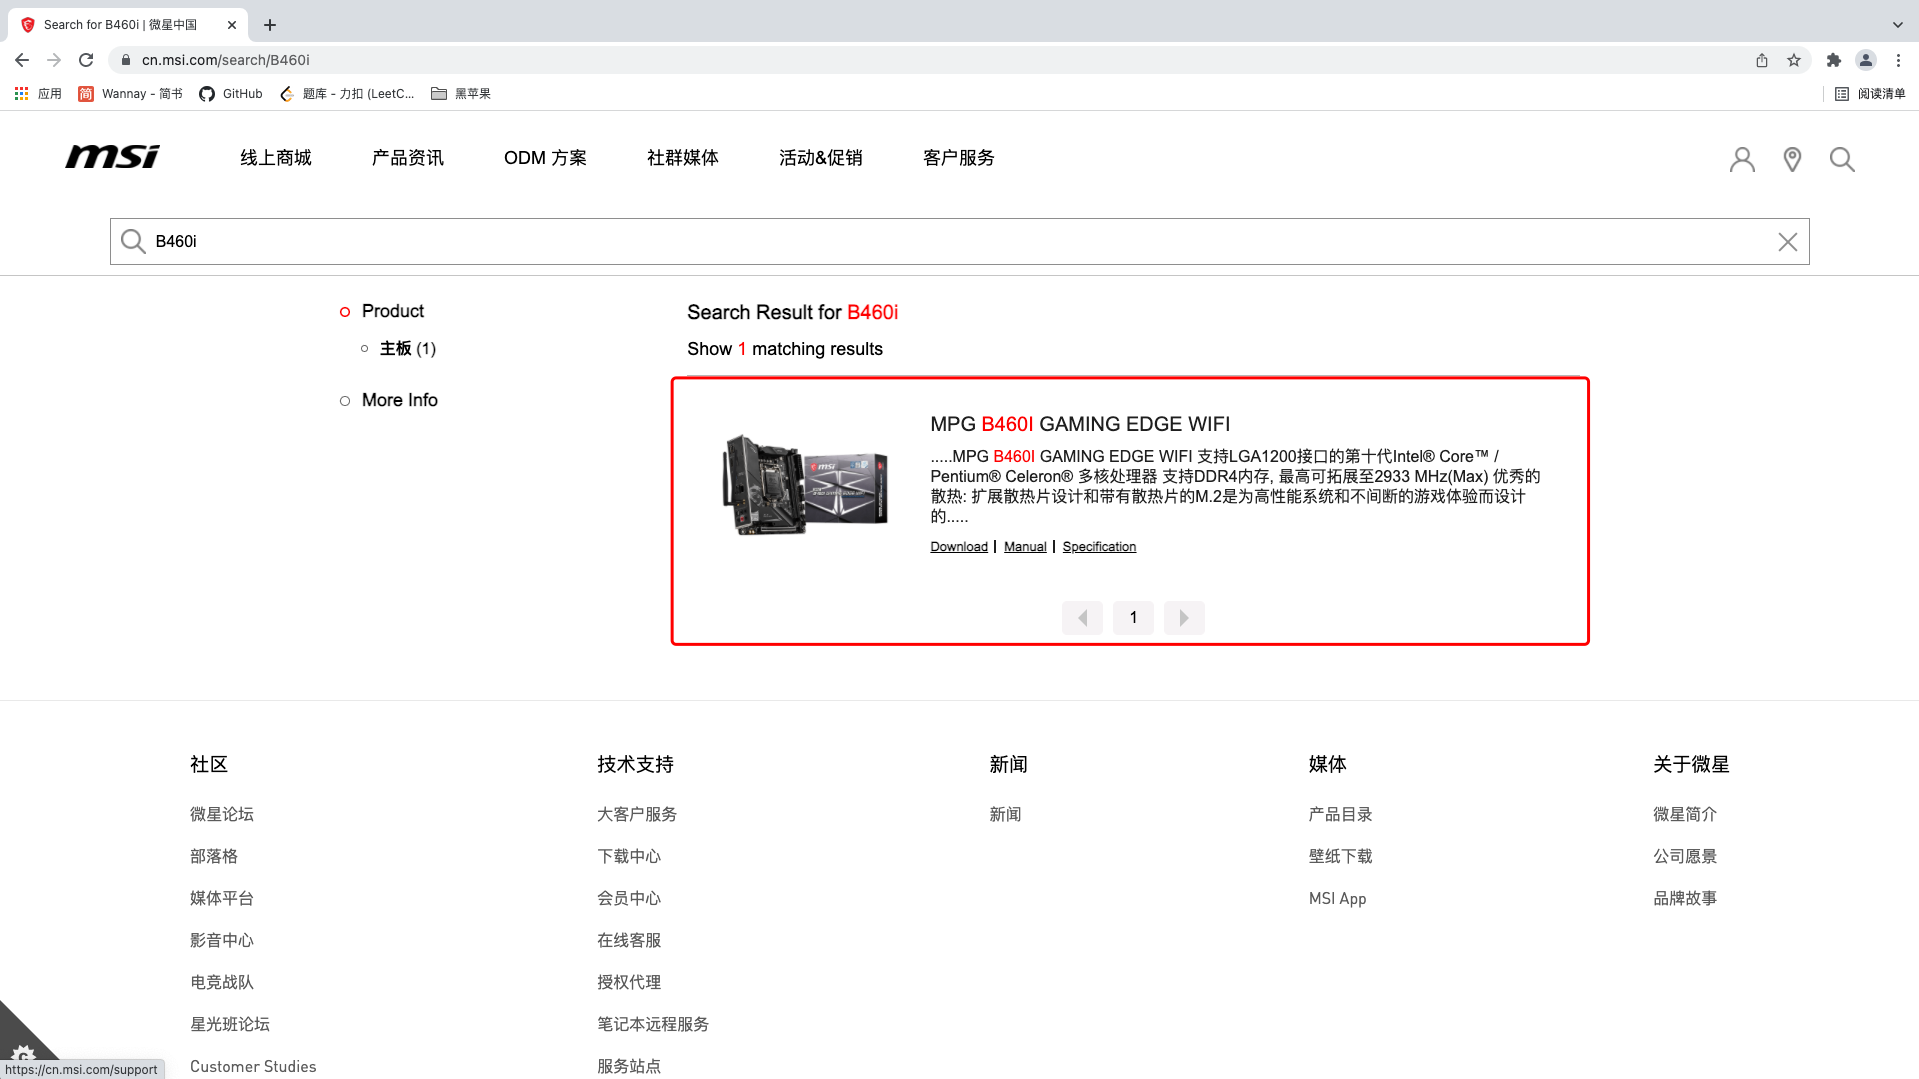 Search for B460i | 微星中国
cn.msi.com/search/B460i
应用
简
Wannay - 简书
GitHub
题库 - 力扣 (LeetC...
黑苹果
阅读清单
msi
线上商城
产品资讯
ODM 方案
社群媒体
活动&促销
客户服务
B460i
Product
主板 (1)
More Info
Search Result for B460i
Show 1 matching results
MPG B460I GAMING EDGE WIFI
.....MPG B460I GAMING EDGE WIFI 支持LGA1200接口的第十代Intel® Core™ /
Pentium® Celeron® 多核处理器 支持DDR4内存, 最高可拓展至2933 MHz(Max) 优秀的
散热: 扩展散热片设计和带有散热片的M.2是为高性能系统和不间断的游戏体验而设计
的.....
Download | Manual | Specification
1
社区
微星论坛
部落格
媒体平台
影音中心
电竞战队
星光班论坛
Customer Studies
技术支持
大客户服务
下载中心
会员中心
在线客服
授权代理
笔记本远程服务
服务站点
新闻
新闻
媒体
产品目录
壁纸下载
MSI App
关于微星
微星简介
公司愿景
品牌故事
https://cn.msi.com/support